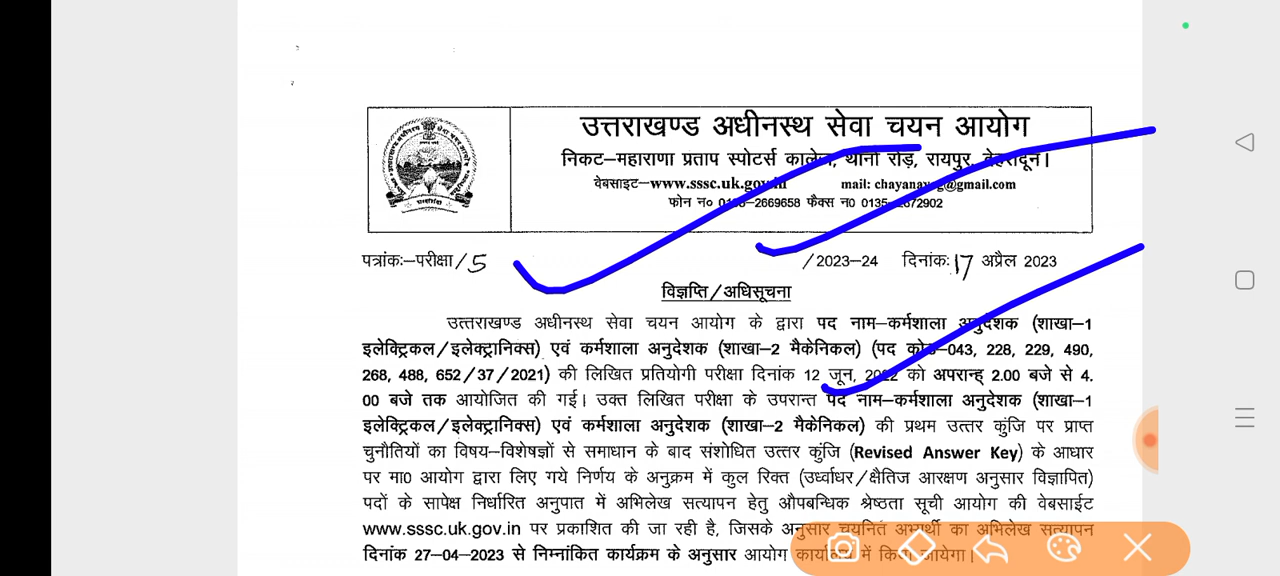 उत्तराखण्ड अधीनस्थ सेवा चयन आयोग
निकट–महाराणा प्रताप स्पोटर्स कालेज, थानो रोड़, रायपुर, देहरादून।
वेबसाइट–www.sssc.uk.gov.in mail: chayanayog@gmail.com
फोन न० 0135–2669658 फैक्स न0 0135–2672902
पत्रांकः–परीक्षा/5 /2023–24 दिनांकः17 अप्रैल 2023
विज्ञप्ति/अधिसूचना
उत्तराखण्ड अधीनस्थ सेवा चयन आयोग के द्वारा पद नाम–कर्मशाला अनुदेशक (शाखा–1
इलेक्ट्रिकल/इलेक्ट्रानिक्स) एवं कर्मशाला अनुदेशक (शाखा–2 मैकेनिकल) (पद कोड–043, 228, 229, 490,
268, 488, 652/37/2021) की लिखित प्रतियोगी परीक्षा दिनांक 12 जून, 2022 को अपरान्ह् 2.00 बजे से 4.
00 बजे तक आयोजित की गई। उक्त लिखित परीक्षा के उपरान्त पद नाम–कर्मशाला अनुदेशक (शाखा–1
इलेक्ट्रिकल/इलेक्ट्रानिक्स) एवं कर्मशाला अनुदेशक (शाखा–2 मैकेनिकल) की प्रथम उत्तर कुंजि पर प्राप्त
चुनौतियों का विषय–विशेषज्ञों से समाधान के बाद संशोधित उत्तर कुंजि (Revised Answer Key) के आधार
पर मा0 आयोग द्वारा लिए गये निर्णय के अनुक्रम में कुल रिक्त (उर्ध्वाधर/क्षैतिज आरक्षण अनुसार विज्ञापित)
पदों के सापेक्ष निर्धारित अनुपात में अभिलेख सत्यापन हेतु औपबन्धिक श्रेष्ठता सूची आयोग की वेबसाईट
www.sssc.uk.gov.in पर प्रकाशित की जा रही है, जिसके अनुसार चयनित अभ्यर्थी का अभिलेख सत्यापन
दिनांक 27–04–2023 से निम्नांकित कार्यक्रम के अनुसार आयोग कार्यालय में किया जायेगा।